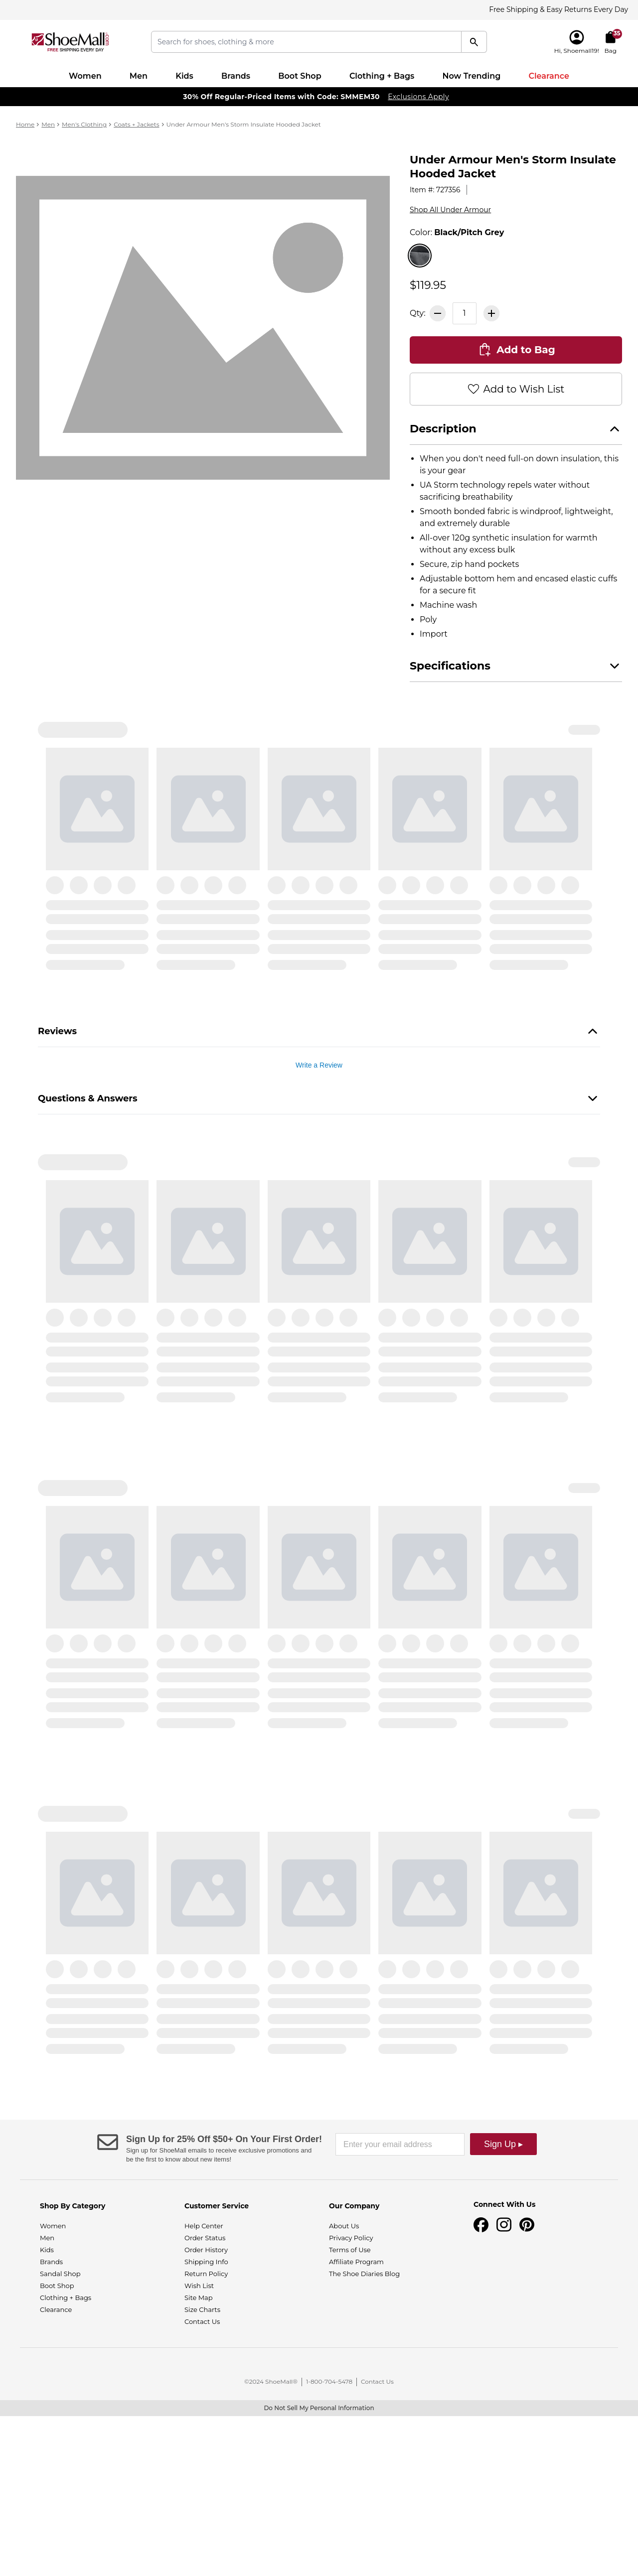 Free Shipping & Easy Returns Every Day
ShoeMall
FREE SHIPPING EVERY DAY
Search for shoes, clothing & more
35
Hi, Shoemall19!
Bag
Women
Men
Kids
Brands
Boot Shop
Clothing + Bags
Now Trending
Clearance
30% Off Regular-Priced Items with Code: SMMEM30 Exclusions Apply
Home > Men > Men's Clothing > Coats + Jackets > Under Armour Men's Storm Insulate Hooded Jacket
Under Armour Men's Storm Insulate
Hooded Jacket
Item #: 727356
Shop All Under Armour
Color: Black/Pitch Grey
$119.95
Qty: 1
Add to Bag
Add to Wish List
Description
• When you don't need full-on down insulation, this
is your gear
• UA Storm technology repels water without
sacrificing breathability
• Smooth bonded fabric is windproof, lightweight,
and extremely durable
• All-over 120g synthetic insulation for warmth
without any excess bulk
• Secure, zip hand pockets
• Adjustable bottom hem and encased elastic cuffs
for a secure fit
• Machine wash
• Poly
• Import
Specifications
Reviews
Write a Review
Questions & Answers
Sign Up for 25% Off $50+ On Your First Order!
Sign up for ShoeMall emails to receive exclusive promotions and
be the first to know about new items!
Enter your email address
Sign Up ▸
Shop By Category
Women
Men
Kids
Brands
Sandal Shop
Boot Shop
Clothing + Bags
Clearance
Customer Service
Help Center
Order Status
Order History
Shipping Info
Return Policy
Wish List
Site Map
Size Charts
Contact Us
Our Company
About Us
Privacy Policy
Terms of Use
Affiliate Program
The Shoe Diaries Blog
Connect With Us
©2024 ShoeMall® | 1-800-704-5478 | Contact Us
Do Not Sell My Personal Information